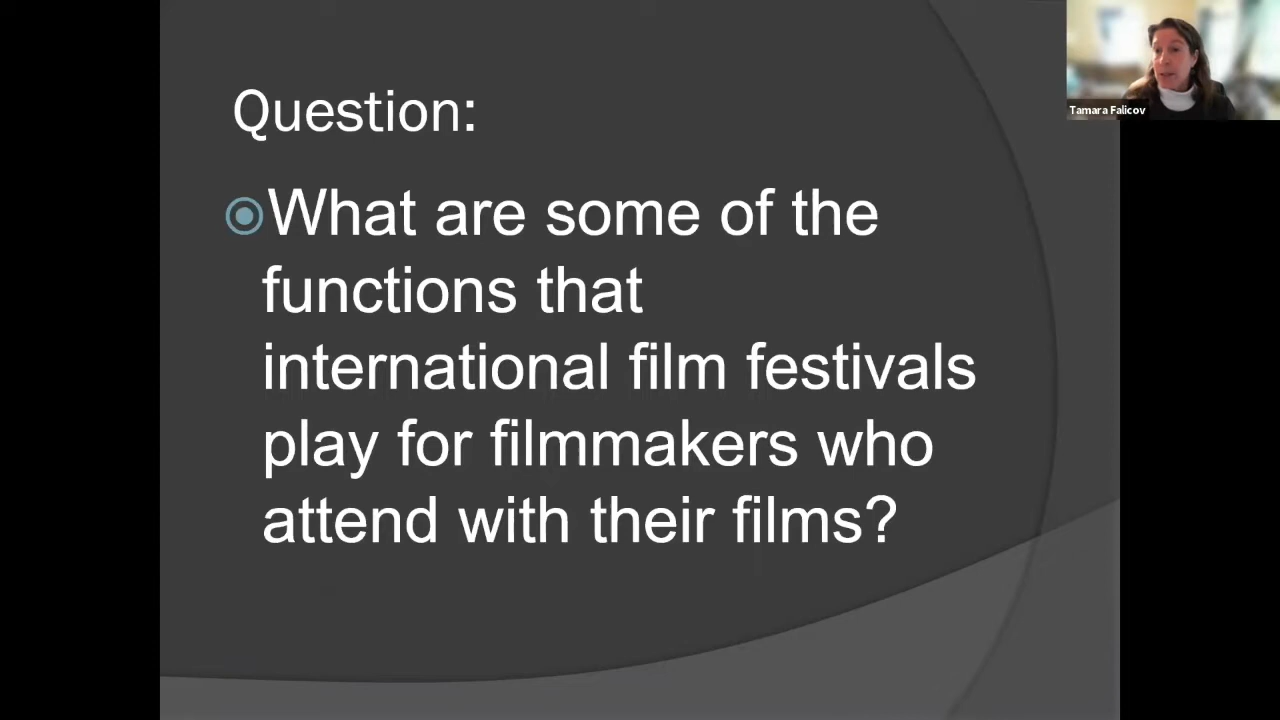 Tamara Falicov
Question:
What are some of the
functions that
international film festivals
play for filmmakers who
attend with their films?